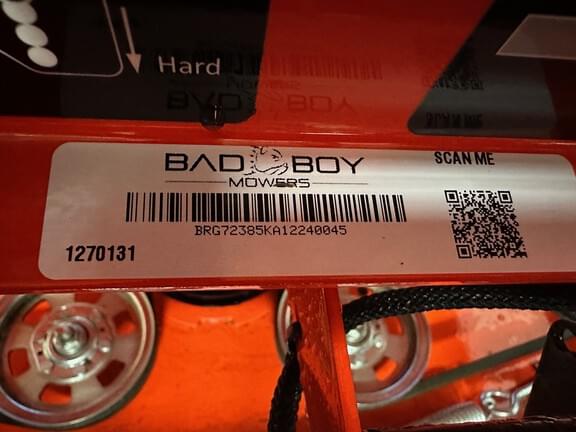 Hard
BAD BOY
MOWERS
SCAN ME
BRG72385KA12240045
1270131